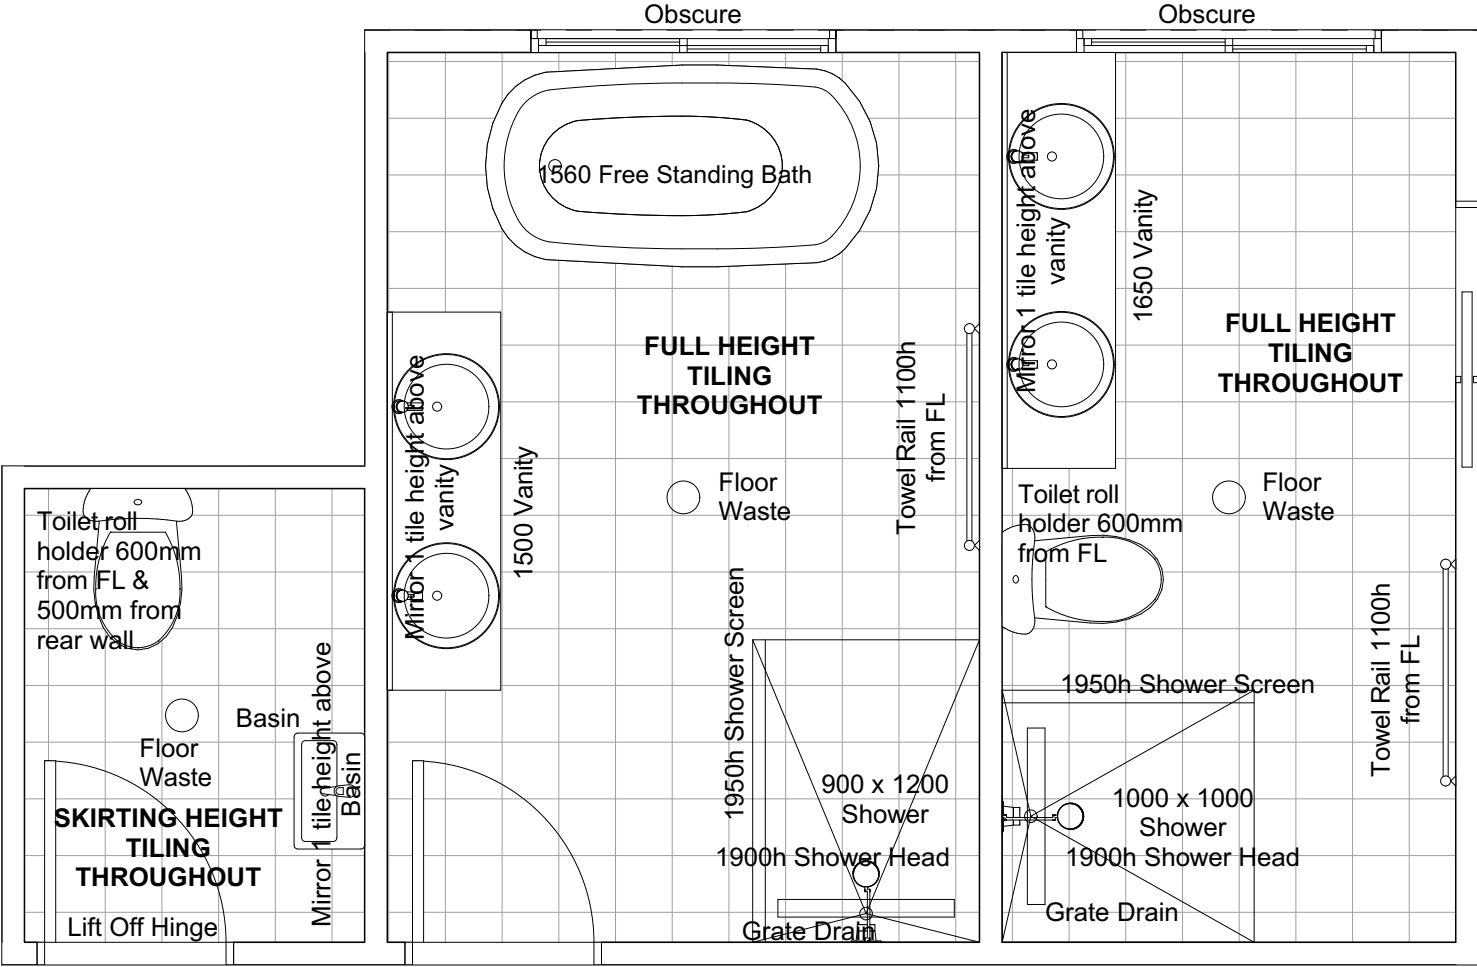 Obscure
Obscure
1560 Free Standing Bath
Mirror 1 tile height above
vanity
1650 Vanity
FULL HEIGHT
TILING
THROUGHOUT
FULL HEIGHT
TILING
THROUGHOUT
Mirror 1 tile height above
vanity
1500 Vanity
Towel Rail 1100h
from FL
Floor
Waste
Floor
Waste
Toilet roll
holder 600mm
from FL
Toilet roll
holder 600mm
from FL &
500mm from
rear wall
1950h Shower Screen
1950h Shower Screen
Towel Rail 1100h
from FL
Basin
Mirror 1 tile height above
Basin
Floor
Waste
SKIRTING HEIGHT
TILING
THROUGHOUT
Lift Off Hinge
900 x 1200
Shower
1900h Shower Head
Grate Drain
1000 x 1000
Shower
1900h Shower Head
Grate Drain